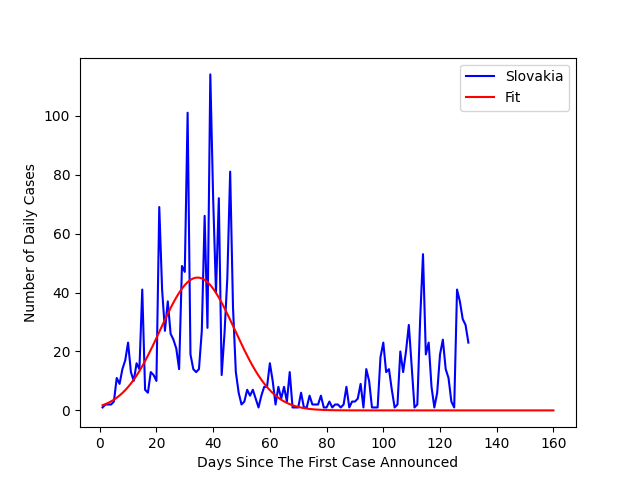 Slovakia
Fit
Number of Daily Cases
100
80
60
40
20
0
0 20 40 60 80 100 120 140 160
Days Since The First Case Announced